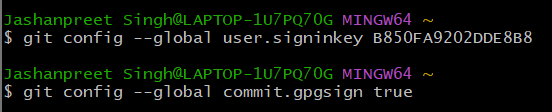 Jashanpreet Singh@LAPTOP-1U7PQ70G MINGW64 ~
$ git config --global user.signinkey B850FA9202DDE8B8
Jashanpreet Singh@LAPTOP-1U7PQ70G MINGW64 ~
$ git config --global commit.gpgsign true